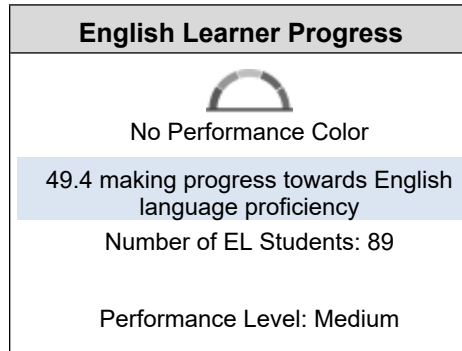 English Learner Progress
No Performance Color
49.4 making progress towards English
language proficiency
Number of EL Students: 89
Performance Level: Medium